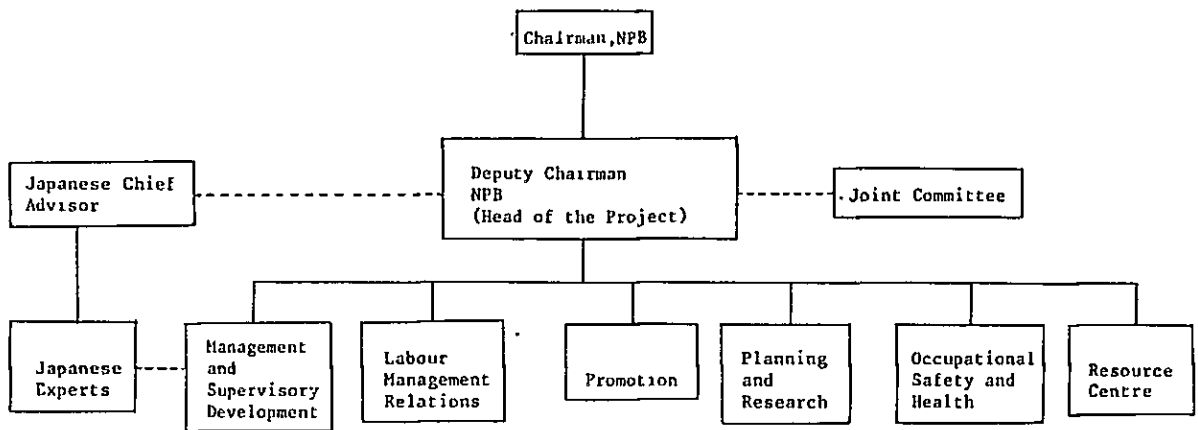 Chairman,NPB
Japanese Chief
Advisor
Deputy Chairman
NPB
(Head of the Project)
Joint Committee
Japanese
Experts
Management
and
Supervisory
Development
Labour
Management
Relations
Promotion
Planning
and
Research
Occupational
Safety and
Health
Resource
Centre